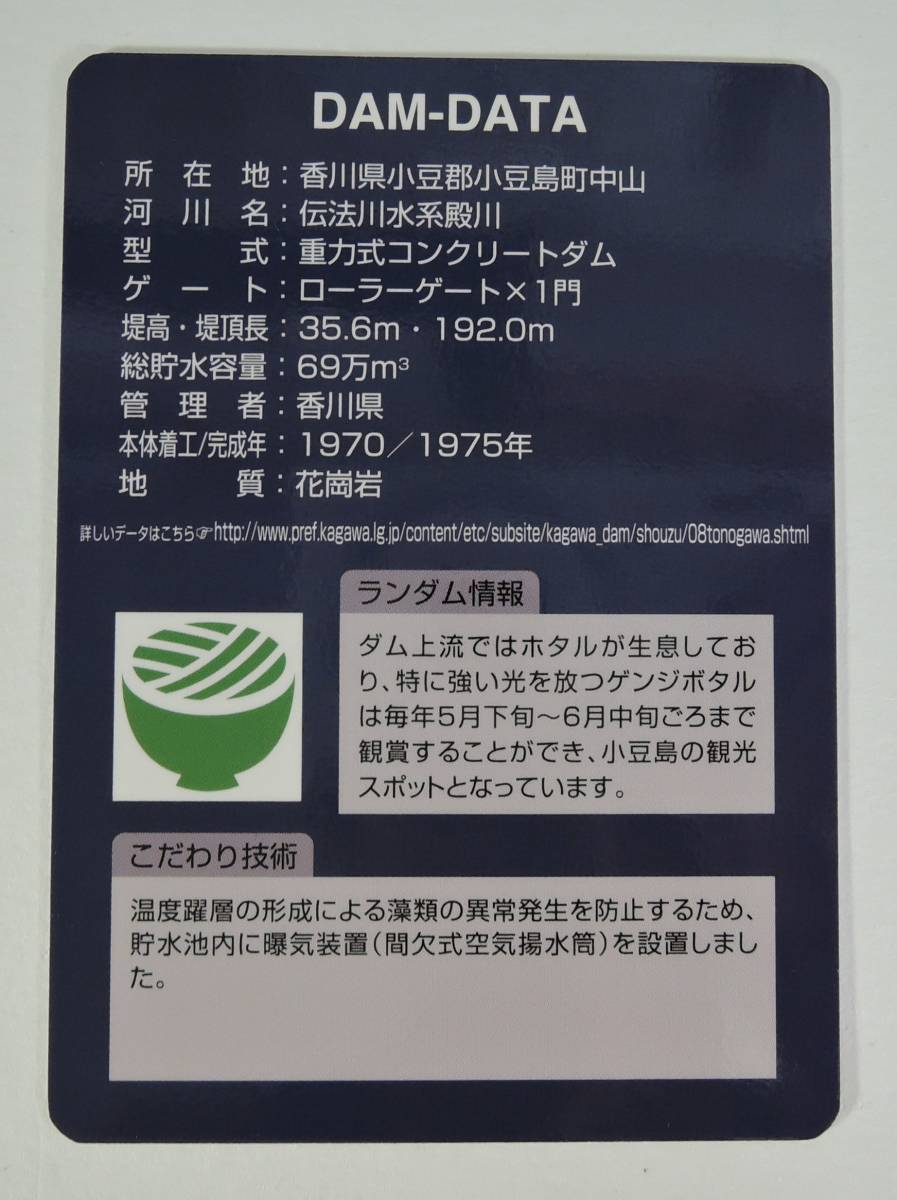 DAM-DATA
所在地：香川県小豆郡小豆島町中山
河川名：伝法川水系殿川
型式：重力式コンクリートダム
ゲート：ローラーゲート×1門
堤高・堤頂長：35.6m・192.0m
総貯水容量：69万m³
管理者：香川県
本体着工/完成年：1970／1975年
地質：花崗岩
詳しいデータはこちら☞http://www.pref.kagawa.lg.jp/content/etc/subsite/kagawa_dam/shouzu/08tonogawa.shtml
ランダム情報
ダム上流ではホタルが生息してお
り、特に強い光を放つゲンジボタル
は毎年5月下旬～6月中旬ごろまで
観賞することができ、小豆島の観光
スポットとなっています。
こだわり技術
温度躍層の形成による藻類の異常発生を防止するため、
貯水池内に曝気装置（間欠式空気揚水筒）を設置しまし
た。